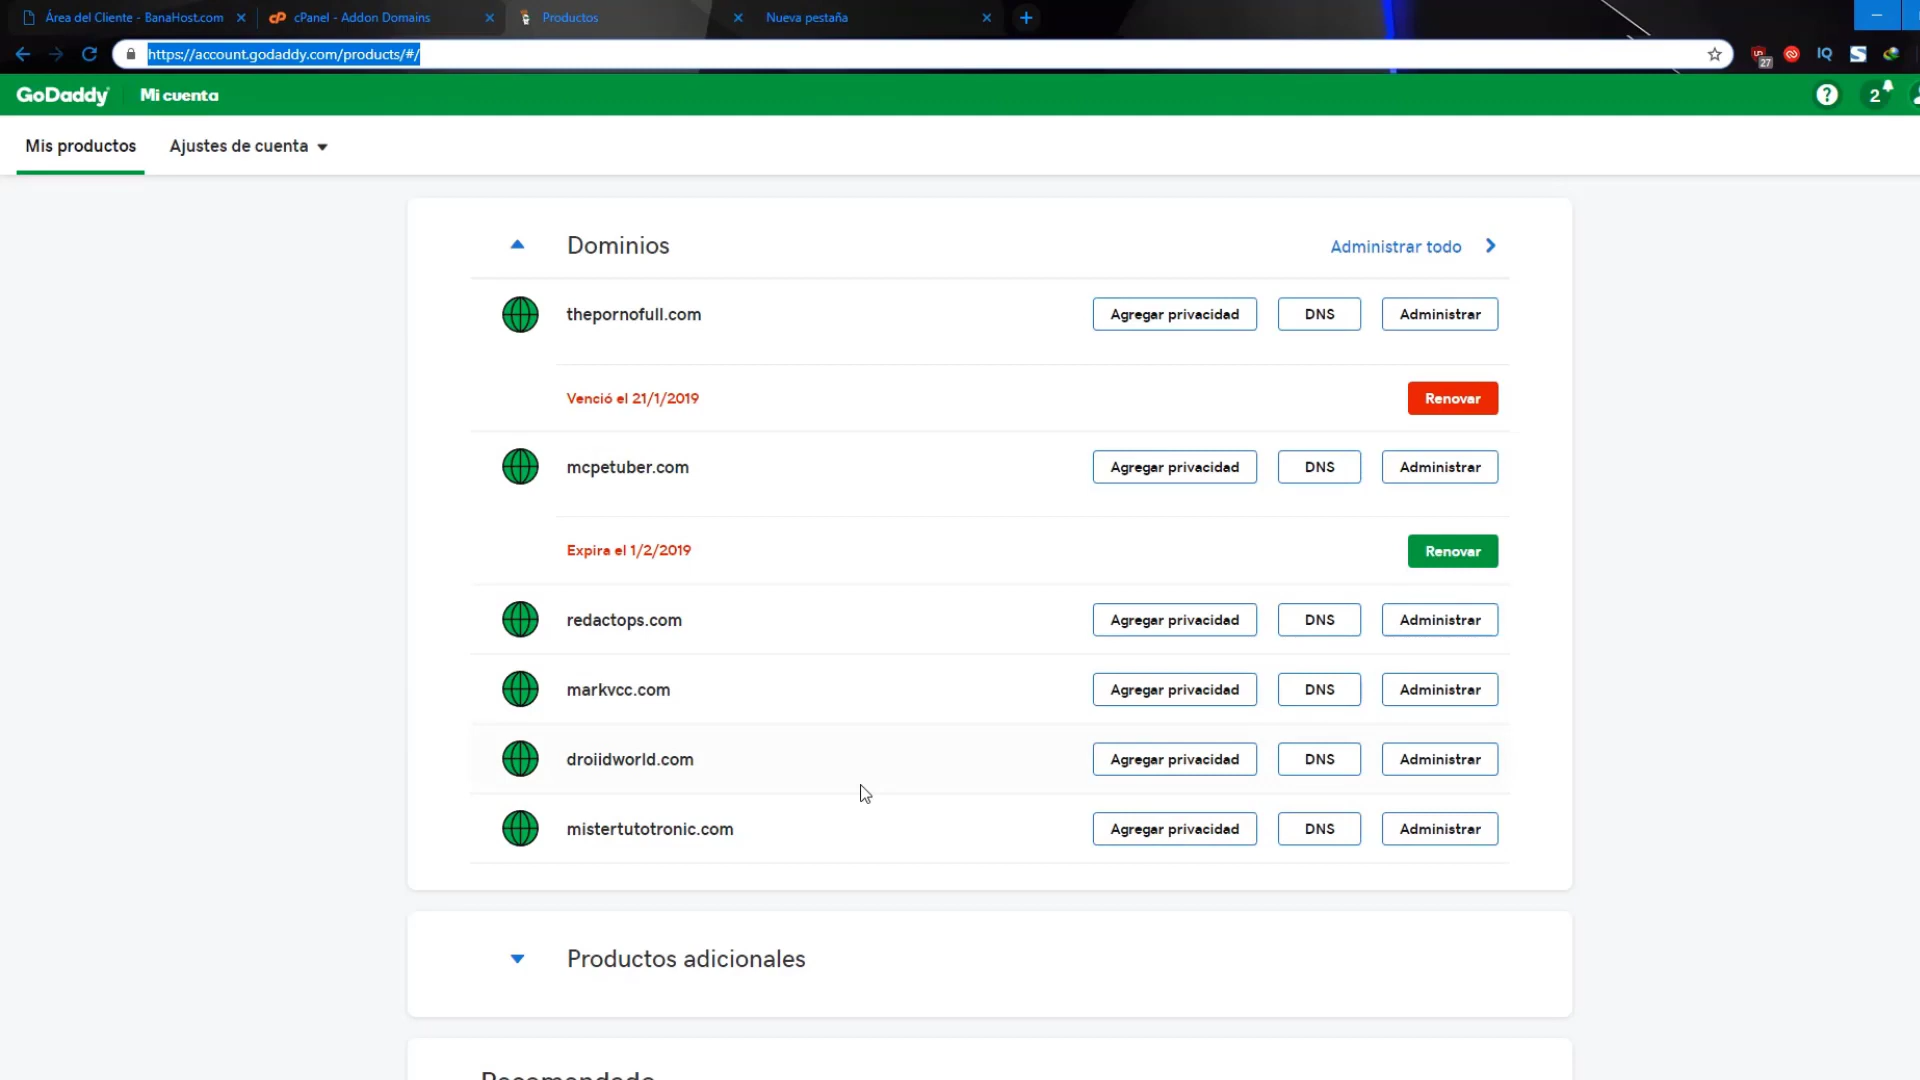 Área del Cliente - BanaHost.com
cPanel - Addon Domains
Productos
Nueva pestaña
https://account.godaddy.com/products/#/
27
IQ
GoDaddy
Mi cuenta
?
2
Mis productos
Ajustes de cuenta
Dominios
Administrar todo
thepornofull.com
Agregar privacidad
DNS
Administrar
Venció el 21/1/2019
Renovar
mcpetuber.com
Agregar privacidad
DNS
Administrar
Expira el 1/2/2019
Renovar
redactops.com
Agregar privacidad
DNS
Administrar
markvcc.com
Agregar privacidad
DNS
Administrar
droiidworld.com
Agregar privacidad
DNS
Administrar
mistertutotronic.com
Agregar privacidad
DNS
Administrar
Productos adicionales